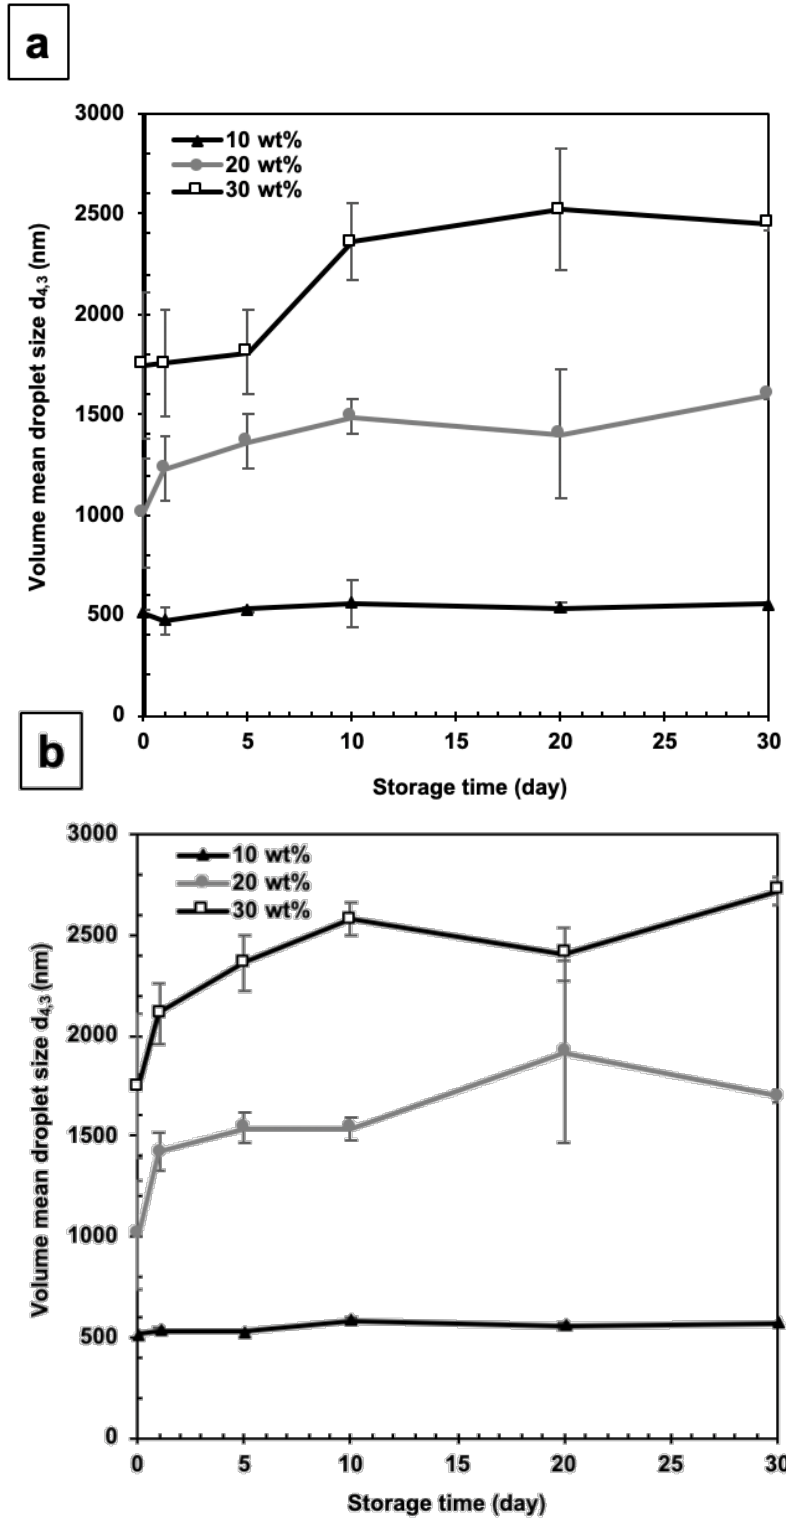 a
3000
10 wt%
20 wt%
30 wt%
2500
2000
1500
1000
500
0
Volume mean droplet size d4,3 (nm)
0 5 10 15 20 25 30
Storage time (day)
b
3000
10 wt%
20 wt%
30 wt%
2500
2000
1500
1000
500
0
Volume mean droplet size d4,3 (nm)
0 5 10 15 20 25 30
Storage time (day)